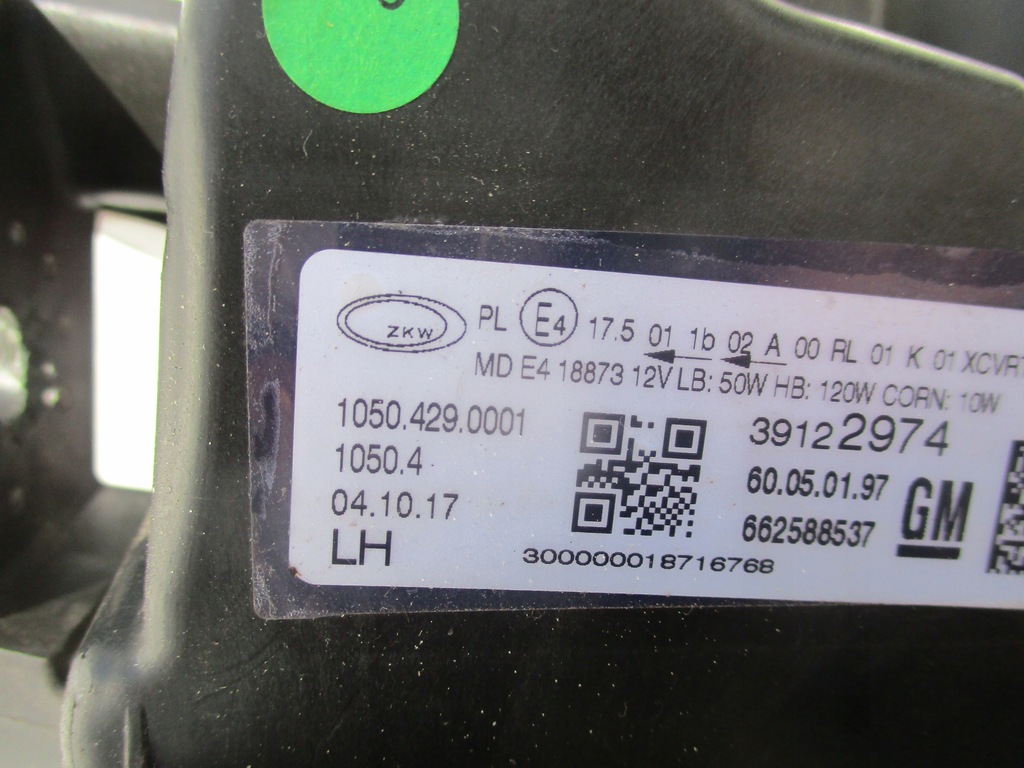 ZKW
PL E4 17.5 01 1b 02 A 00 RL 01 K 01 XCVR
MD E4 18873 12V LB: 50W HB: 120W CORN: 10W
1050.429.0001
1050.4
04.10.17
LH
39122974
60.05.01.97
662588537
GM
300000018716768